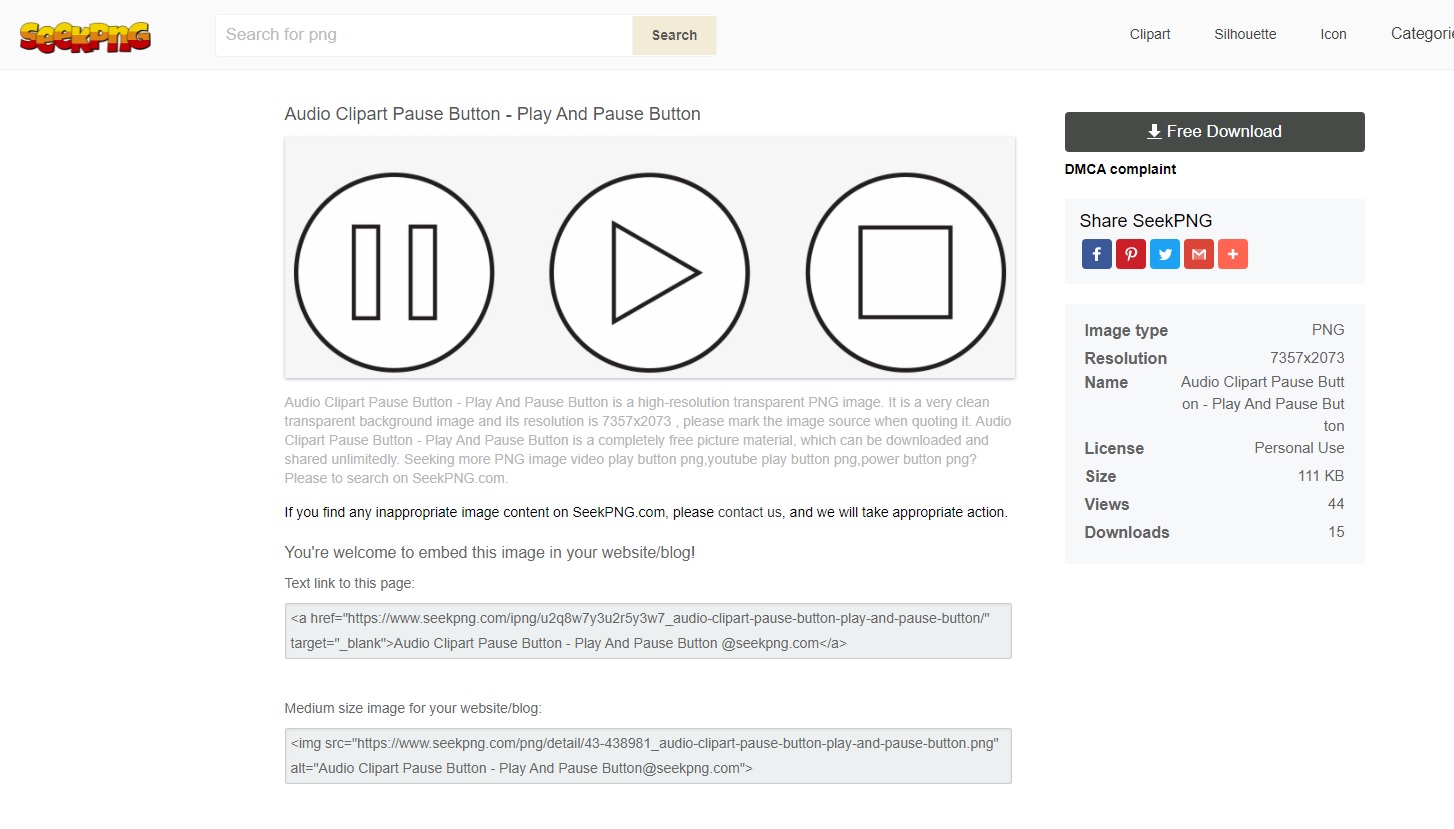 SeekPNG
Search for png
Search
Clipart
Silhouette
Icon
Categorie
Audio Clipart Pause Button - Play And Pause Button
Audio Clipart Pause Button - Play And Pause Button is a high-resolution transparent PNG image. It is a very clean
transparent background image and its resolution is 7357x2073 , please mark the image source when quoting it. Audio
Clipart Pause Button - Play And Pause Button is a completely free picture material, which can be downloaded and
shared unlimitedly. Seeking more PNG image video play button png,youtube play button png,power button png?
Please to search on SeekPNG.com.
If you find any inappropriate image content on SeekPNG.com, please contact us, and we will take appropriate action.
You're welcome to embed this image in your website/blog!
Text link to this page:
<a href="https://www.seekpng.com/ipng/u2q8w7y3u2r5y3w7_audio-clipart-pause-button-play-and-pause-button/"
target="_blank">Audio Clipart Pause Button - Play And Pause Button @seekpng.com</a>
Medium size image for your website/blog:
<img src="https://www.seekpng.com/png/detail/43-438981_audio-clipart-pause-button-play-and-pause-button.png"
alt="Audio Clipart Pause Button - Play And Pause Button@seekpng.com">
Free Download
DMCA complaint
Share SeekPNG
Image type PNG
Resolution 7357x2073
Name Audio Clipart Pause Butt
on - Play And Pause But
ton
License Personal Use
Size 111 KB
Views 44
Downloads 15